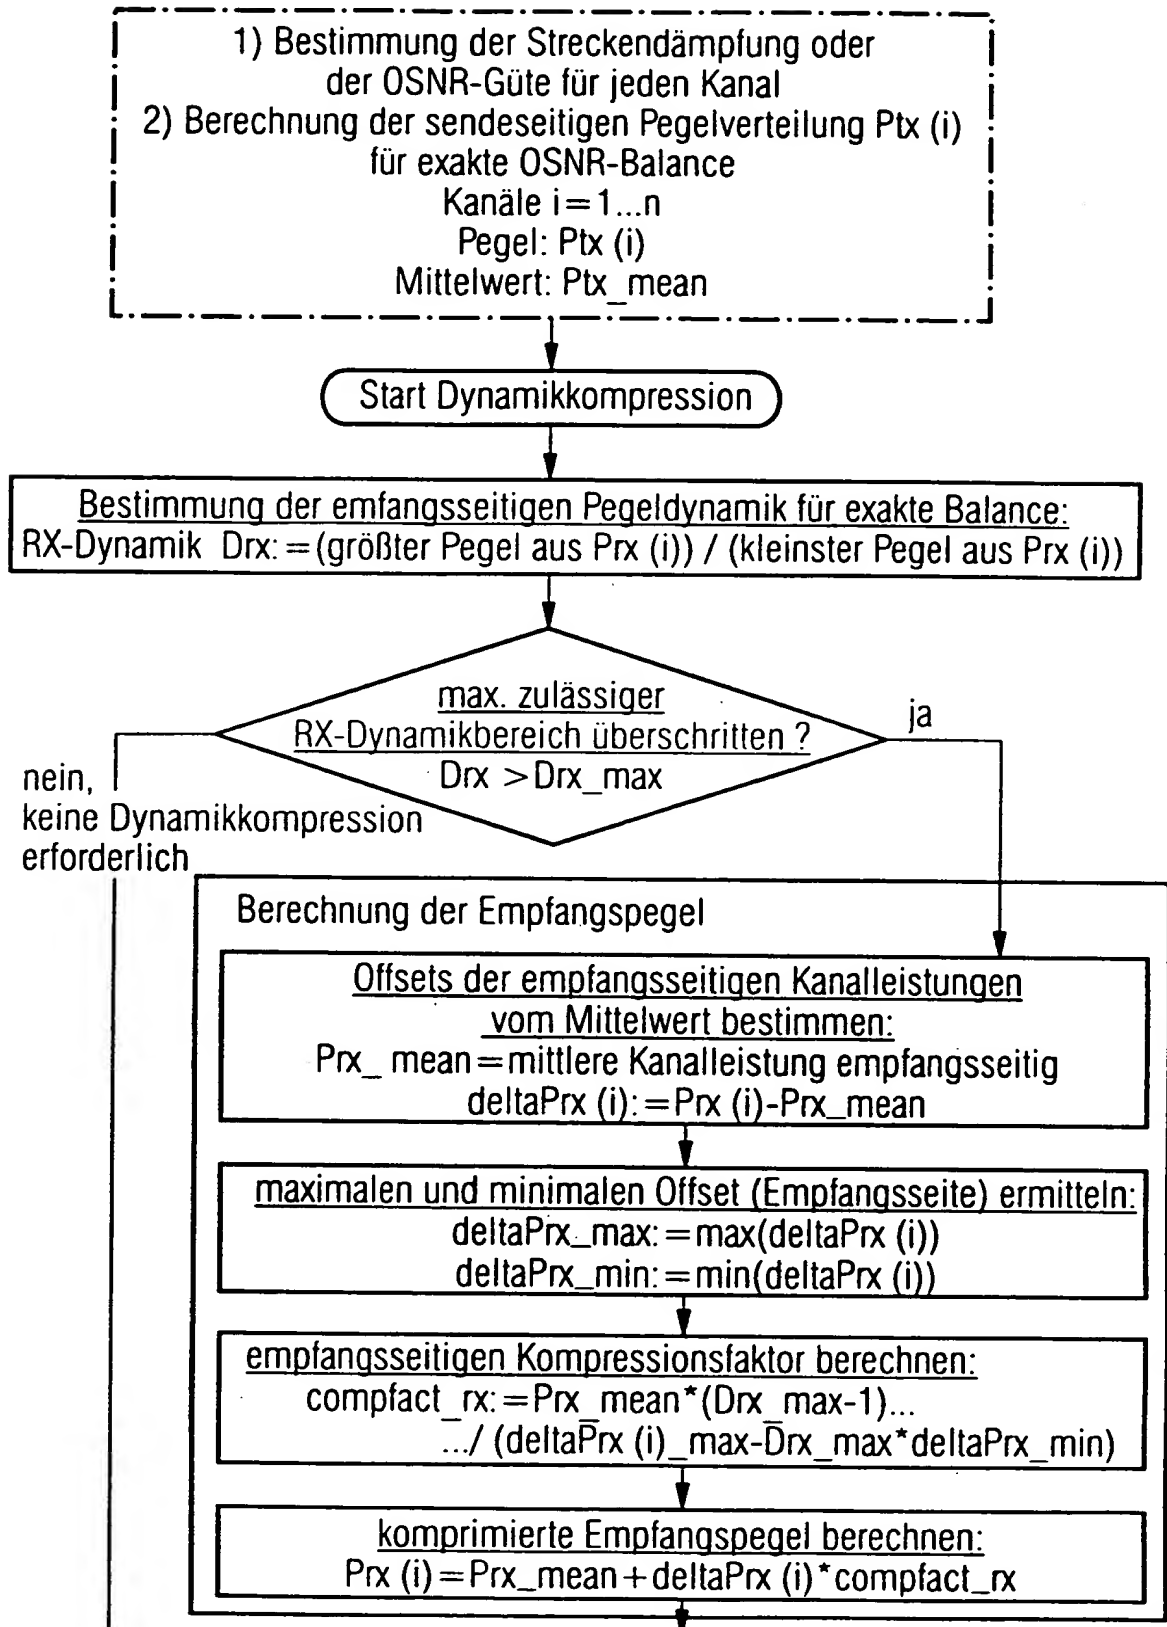 1) Bestimmung der Streckendämpfung oder
der OSNR-Güte für jeden Kanal
2) Berechnung der sendeseitigen Pegelverteilung Ptx (i)
für exakte OSNR-Balance
Kanäle i=1...n
Pegel: Ptx (i)
Mittelwert: Ptx_mean
Start Dynamikkompression
Bestimmung der emfangsseitigen Pegeldynamik für exakte Balance:
RX-Dynamik Drx:=(größter Pegel aus Prx (i)) / (kleinster Pegel aus Prx (i))
max. zulässiger
RX-Dynamikbereich überschritten ?
Drx >Drx_max
ja
nein,
keine Dynamikkompression
erforderlich
Berechnung der Empfangspegel
Offsets der empfangsseitigen Kanalleistungen
vom Mittelwert bestimmen:
Prx_ mean=mittlere Kanalleistung empfangsseitig
deltaPrx (i):=Prx (i)-Prx_mean
maximalen und minimalen Offset (Empfangsseite) ermitteln:
deltaPrx_max:=max(deltaPrx (i))
deltaPrx_min:=min(deltaPrx (i))
empfangsseitigen Kompressionsfaktor berechnen:
compfact_rx:=Prx_mean*(Drx_max-1)...
.../ (deltaPrx (i)_max-Drx_max*deltaPrx_min)
komprimierte Empfangspegel berechnen:
Prx (i)=Prx_mean+deltaPrx (i)*compfact_rx